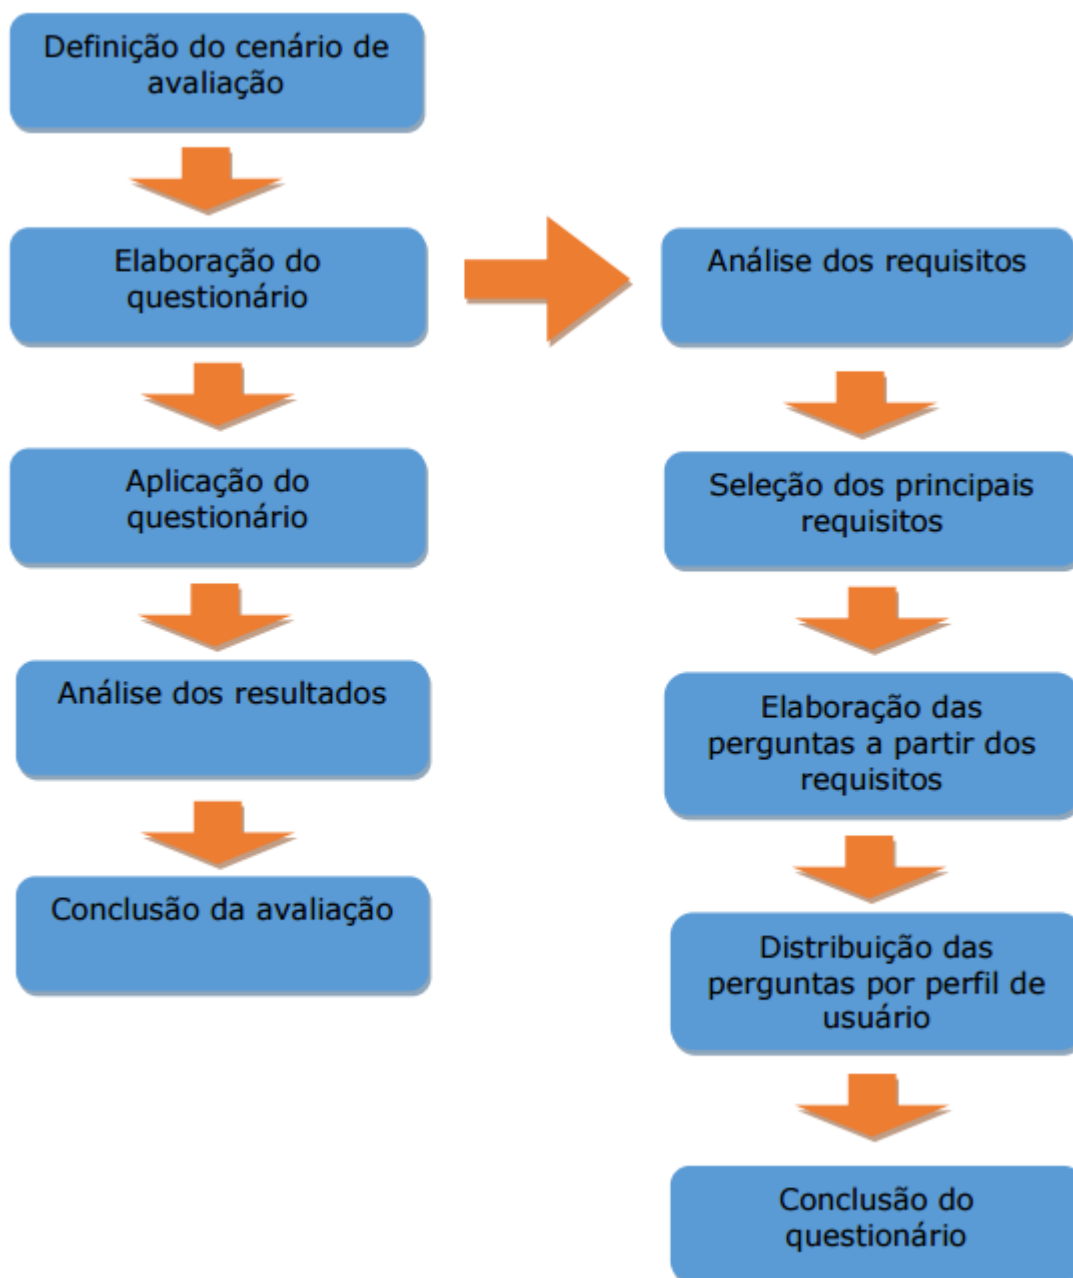 Definição do cenário de
avaliação
Elaboração do
questionário
Aplicação do
questionário
Análise dos resultados
Conclusão da avaliação
Análise dos requisitos
Seleção dos principais
requisitos
Elaboração das
perguntas a partir dos
requisitos
Distribuição das
perguntas por perfil de
usuário
Conclusão do
questionário